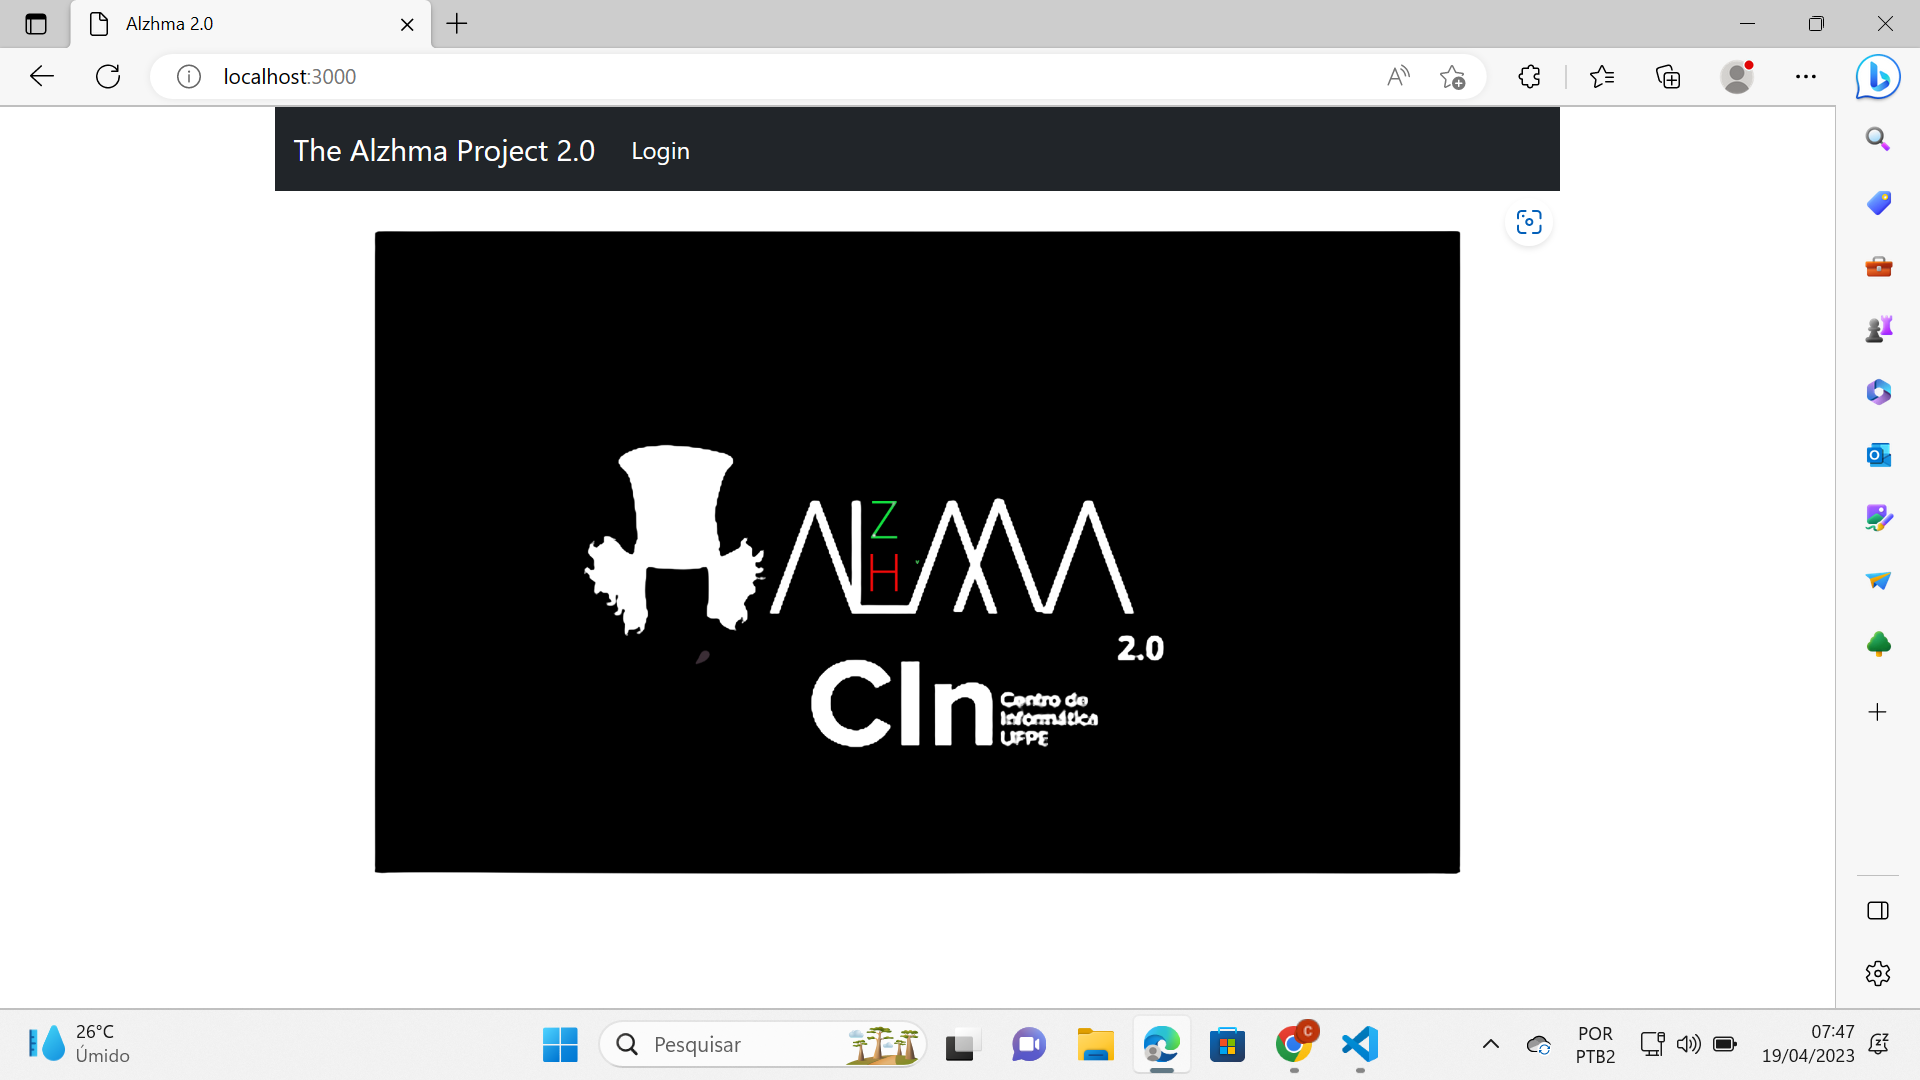 Alzhma 2.0
localhost:3000
The Alzhma Project 2.0 Login
ALZHMA
2.0
CIn
Centro de
Informática
UFPE
26°C
Úmido
Pesquisar
C
POR
PTB2
07:47
19/04/2023